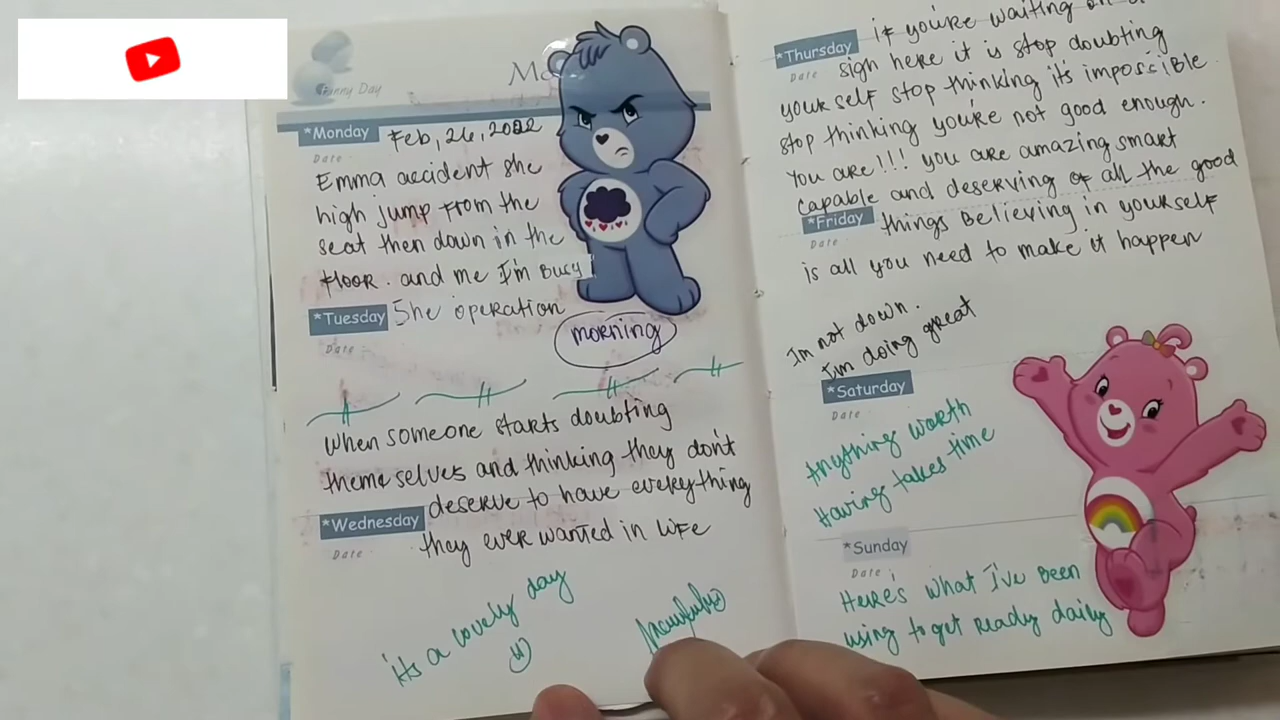 Funny Day
*Monday Feb, 26, 2022
Date
Emma accident she
high jump from the
seat then down in the
floor. and me I'm Busy
*Tuesday She operation
Date
morning
when someone starts doubting
themselves and thinking they don't
deserve to have everything
*Wednesday
they ever wanted in life
Date
its a lovely day
*Thursday if you're waiting on a
Date sign here it is stop doubting
yourself stop thinking it's impossible
stop thinking you're not good enough.
You are!!! you are amazing smart
capable and deserving of all the good
*Friday things Believing in yourself
Date
is all you need to make it happen
Im not down.
I'm doing great
*Saturday
Date
Anything worth
Having takes time
*Sunday
Date
Here's what I've Been
using to get ready daily